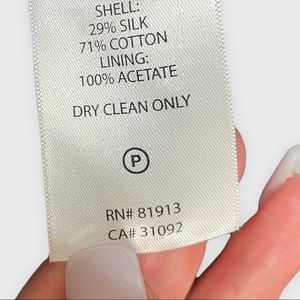 SHELL:
29% SILK
71% COTTON
LINING:
100% ACETATE
DRY CLEAN ONLY
P
RN# 81913
CA# 31092